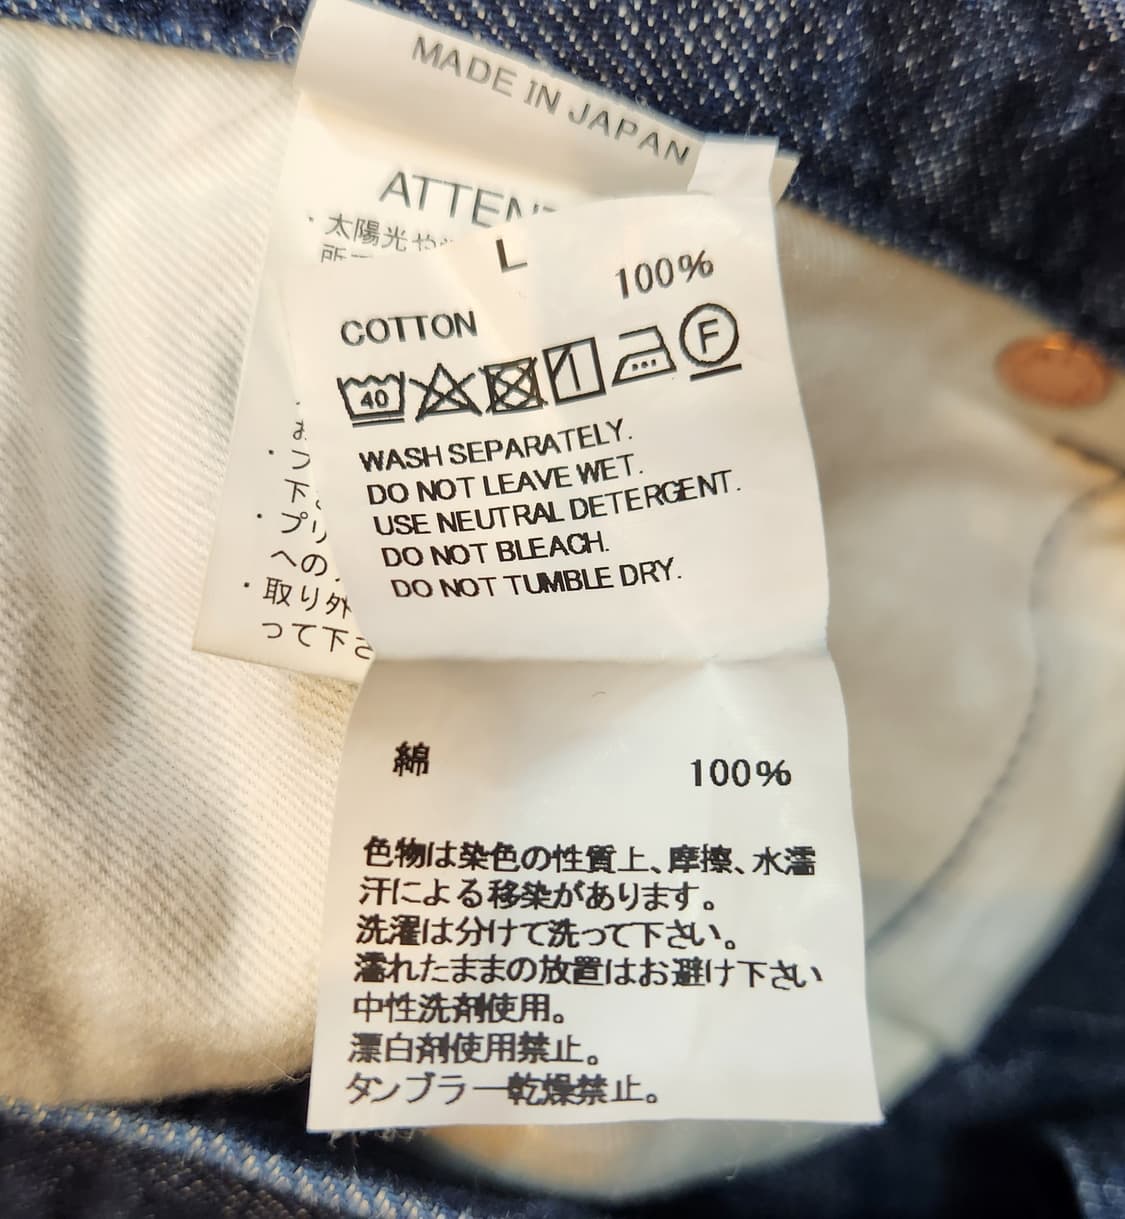 MADE IN JAPAN
ATTEN
・太陽光や
L
COTTON 100%
40
F
WASH SEPARATELY.
DO NOT LEAVE WET.
USE NEUTRAL DETERGENT.
DO NOT BLEACH.
DO NOT TUMBLE DRY.
お
・フ
下
・プリ
への
・取り外
って下さ
綿 100%
色物は染色の性質上、摩擦、水濡
汗による移染があります。
洗濯は分けて洗って下さい。
濡れたままの放置はお避け下さい
中性洗剤使用。
漂白剤使用禁止。
タンブラー乾燥禁止。